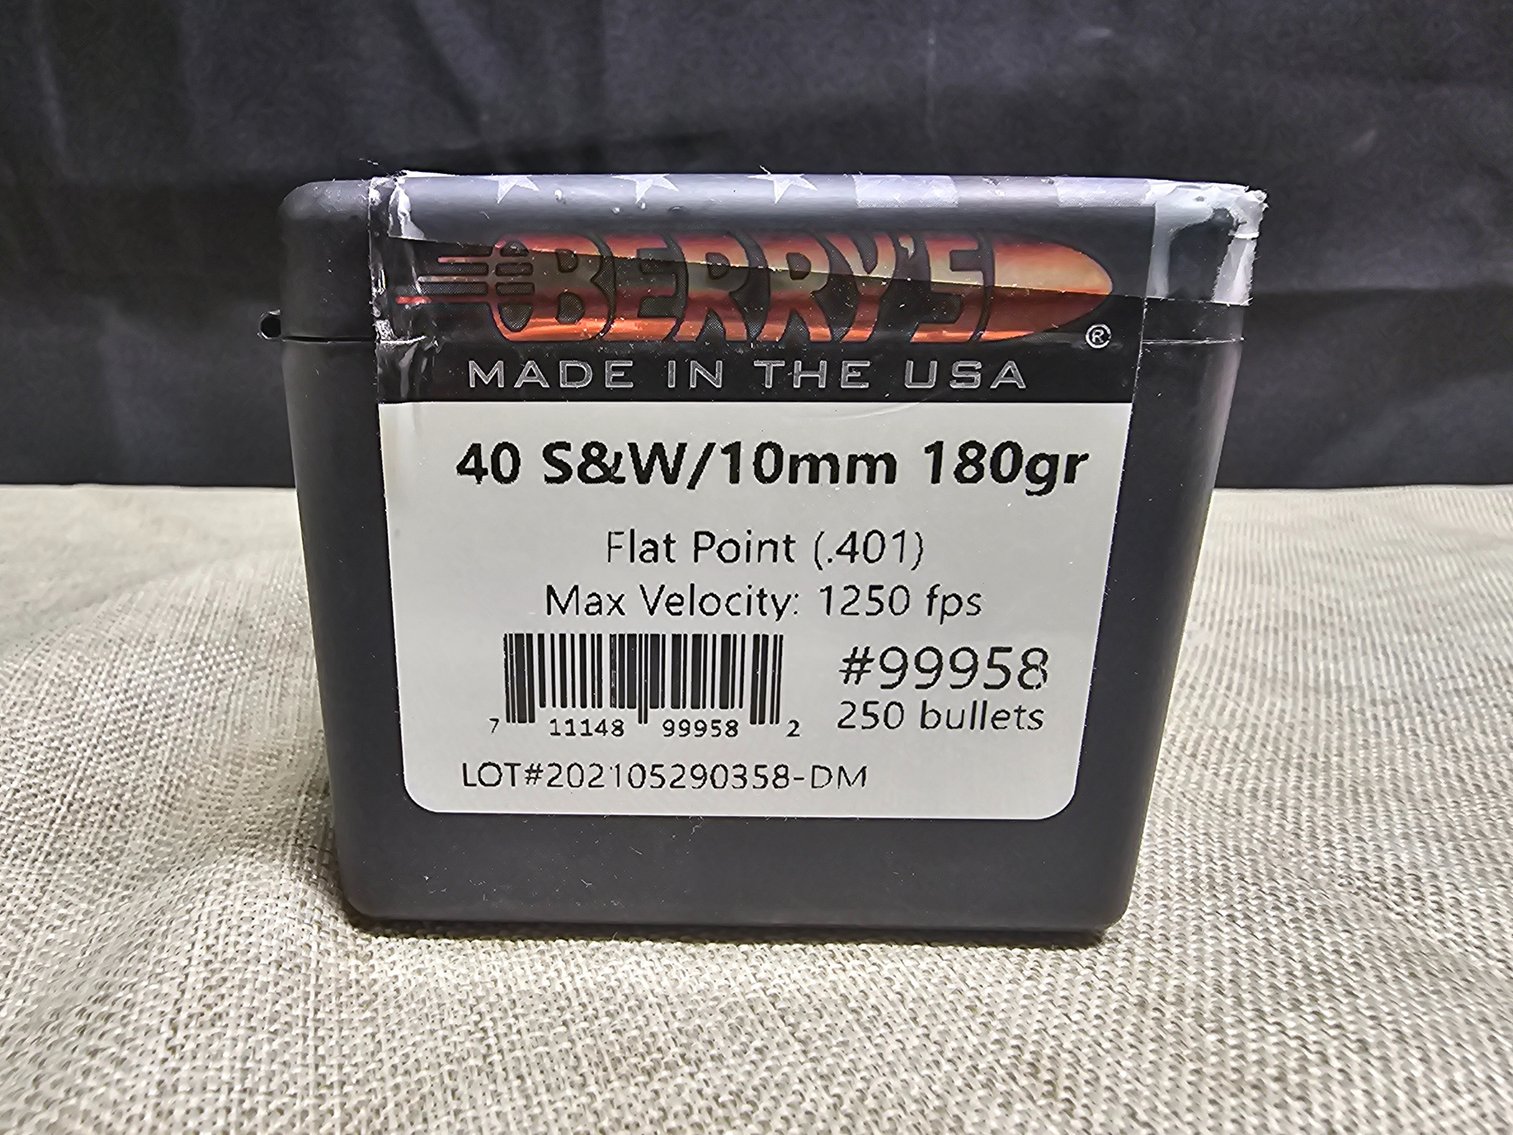 BERRY'S ®
MADE IN THE USA
40 S&W/10mm 180gr
Flat Point (.401)
Max Velocity: 1250 fps
#99958
250 bullets
7 11148 99958 2
LOT#202105290358-DM